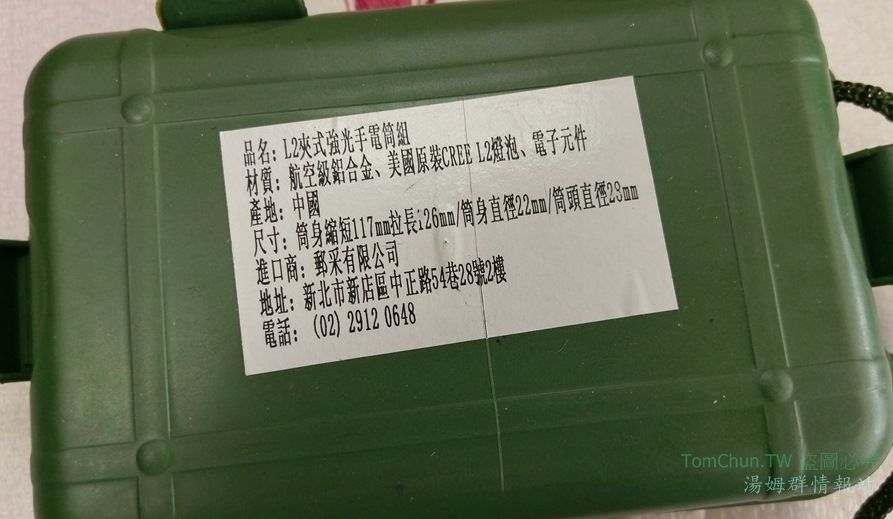 品名: L2夾式強光手電筒組
材質: 航空級鋁合金、美國原裝CREE L2燈泡、電子元件
產地: 中國
尺寸: 筒身縮短117mm拉長126mm/筒身直徑22mm/筒頭直徑28mm
進口商: 郵采有限公司
地址: 新北市新店區中正路54巷28號2樓
電話: (02) 2912 0648
TomChun.TW 盜圖必究
湯姆群情報站